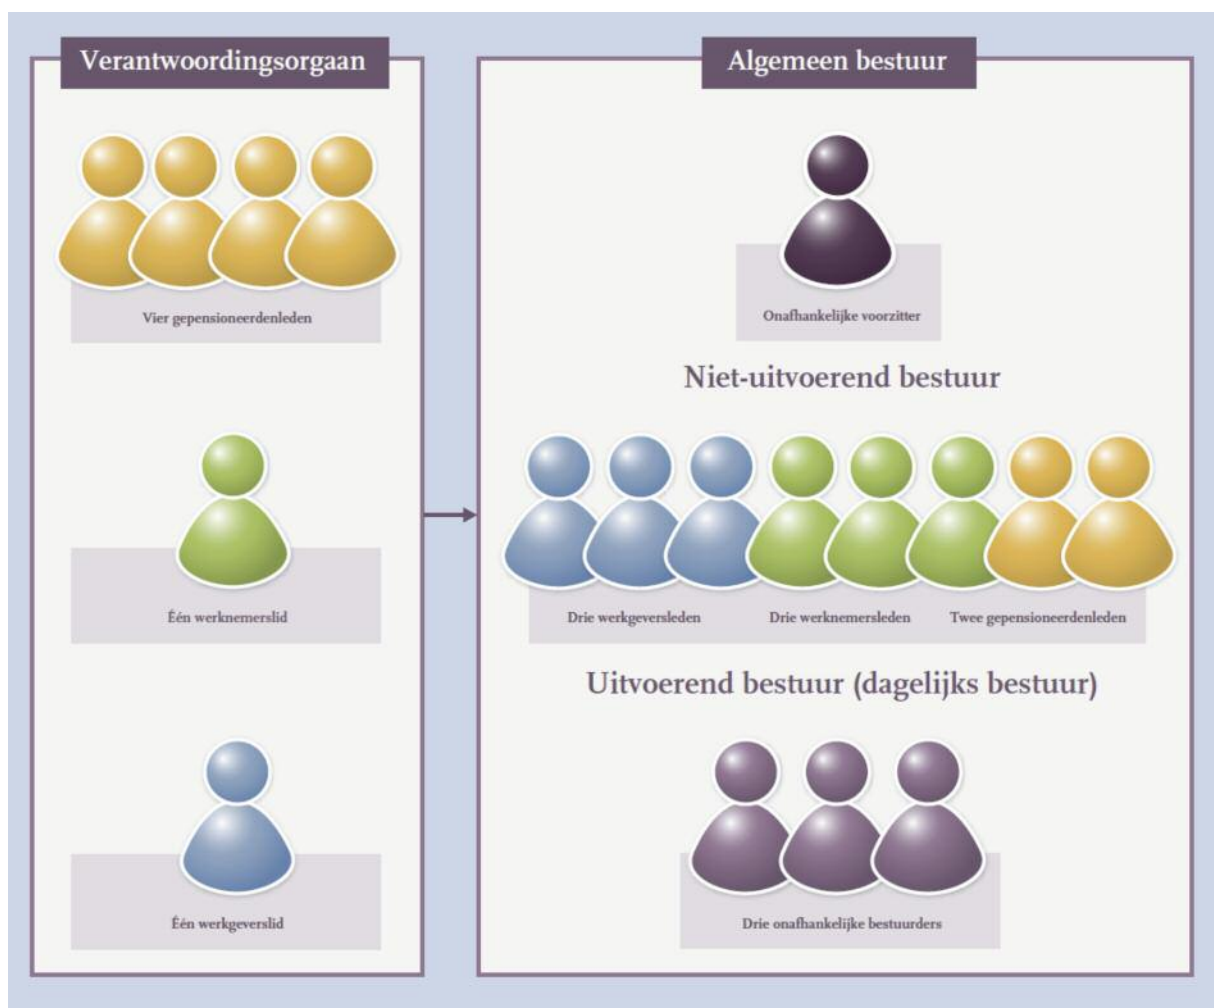 Verantwoordingsorgaan
Vier gepensioneerdenleden
Één werknemerslid
Één werkgeverslid
Algemeen bestuur
Onafhankelijke voorzitter
Niet-uitvoerend bestuur
Drie werkgeversleden
Drie werknemersleden
Twee gepensioneerdenleden
Uitvoerend bestuur (dagelijks bestuur)
Drie onafhankelijke bestuurders